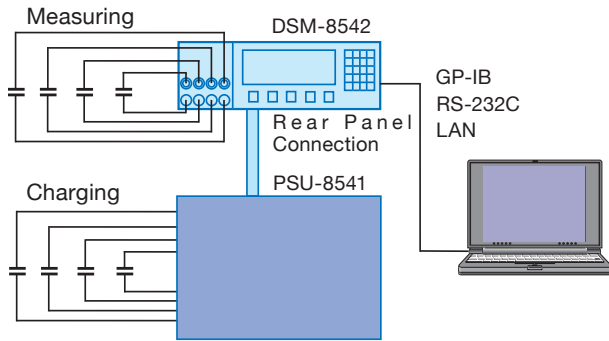 Measuring
DSM-8542
GP-IB
RS-232C
LAN
Rear Panel
Connection
Charging
PSU-8541